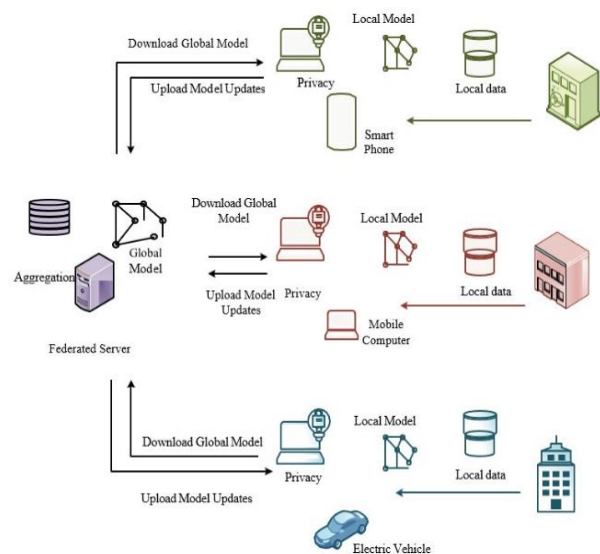 Download Global Model
Upload Model Updates
Privacy
Local Model
Local data
Smart
Phone
Aggregation
Global
Model
Federated Server
Download Global
Model
Upload Model
Updates
Privacy
Local Model
Local data
Mobile
Computer
Download Global Model
Upload Model Updates
Privacy
Local Model
Local data
Electric Vehicle